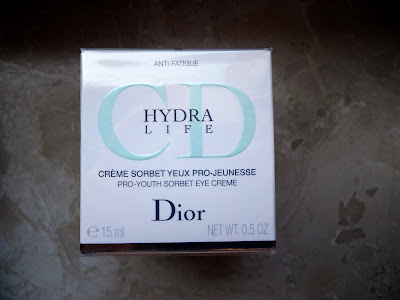 ANTI-FATIGUE
CD
HYDRA
LIFE
CRÈME SORBET YEUX PRO-JEUNESSE
PRO-YOUTH SORBET EYE CREME
Dior
℮ 15 ml NET WT. 0.5 OZ